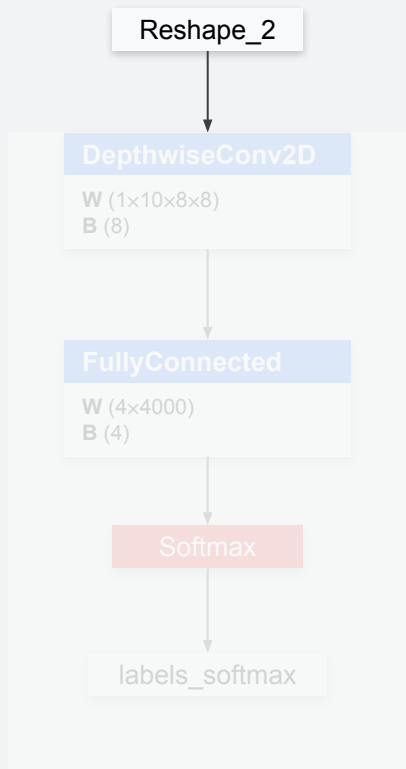 Reshape_2
DepthwiseConv2D
W (1×10×8×8)
B (8)
FullyConnected
W (4×4000)
B (4)
Softmax
labels_softmax